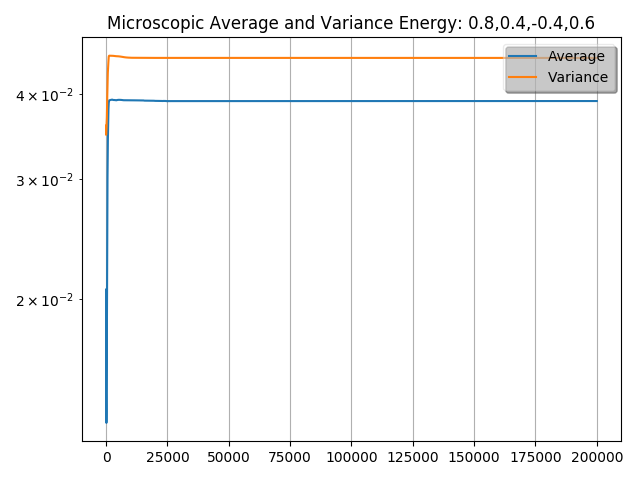 Microscopic Average and Variance Energy: 0.8,0.4,-0.4,0.6
Average
Variance
4 × 10⁻²
3 × 10⁻²
2 × 10⁻²
0 25000 50000 75000 100000 125000 150000 175000 200000